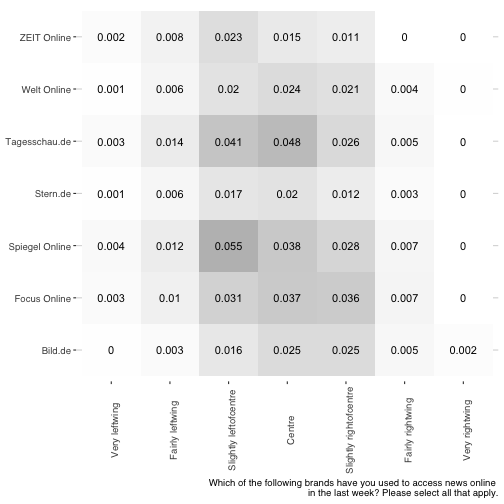 ZEIT Online 0.002 0.008 0.023 0.015 0.011 0 0
Welt Online 0.001 0.006 0.02 0.024 0.021 0.004 0
Tagesschau.de 0.003 0.014 0.041 0.048 0.026 0.005 0
Stern.de 0.001 0.006 0.017 0.02 0.012 0.003 0
Spiegel Online 0.004 0.012 0.055 0.038 0.028 0.007 0
Focus Online 0.003 0.01 0.031 0.037 0.036 0.007 0
Bild.de 0 0.003 0.016 0.025 0.025 0.005 0.002
Very leftwing
Fairly leftwing
Slightly leftofcentre
Centre
Slightly rightofcentre
Fairly rightwing
Very rightwing
Which of the following brands have you used to access news online
in the last week? Please select all that apply.